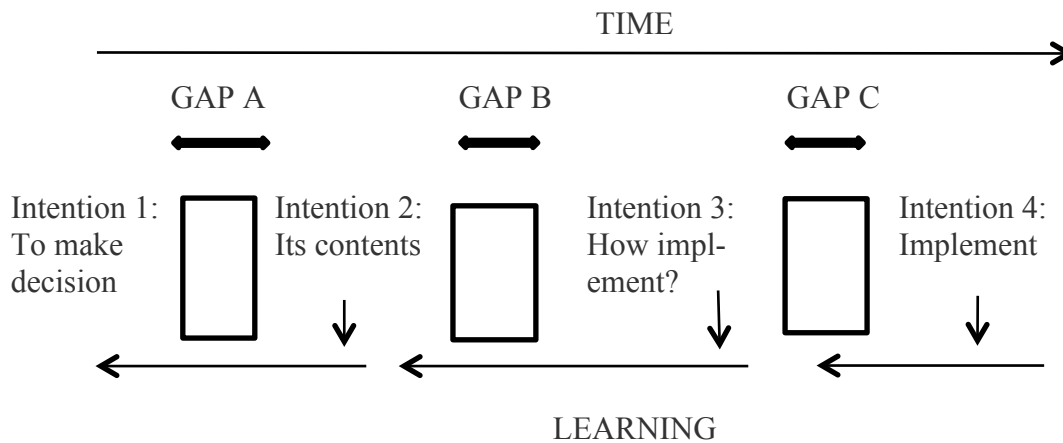 TIME
GAP A
GAP B
GAP C
Intention 1:
To make
decision
Intention 2:
Its contents
Intention 3:
How impl-
ement?
Intention 4:
Implement
LEARNING